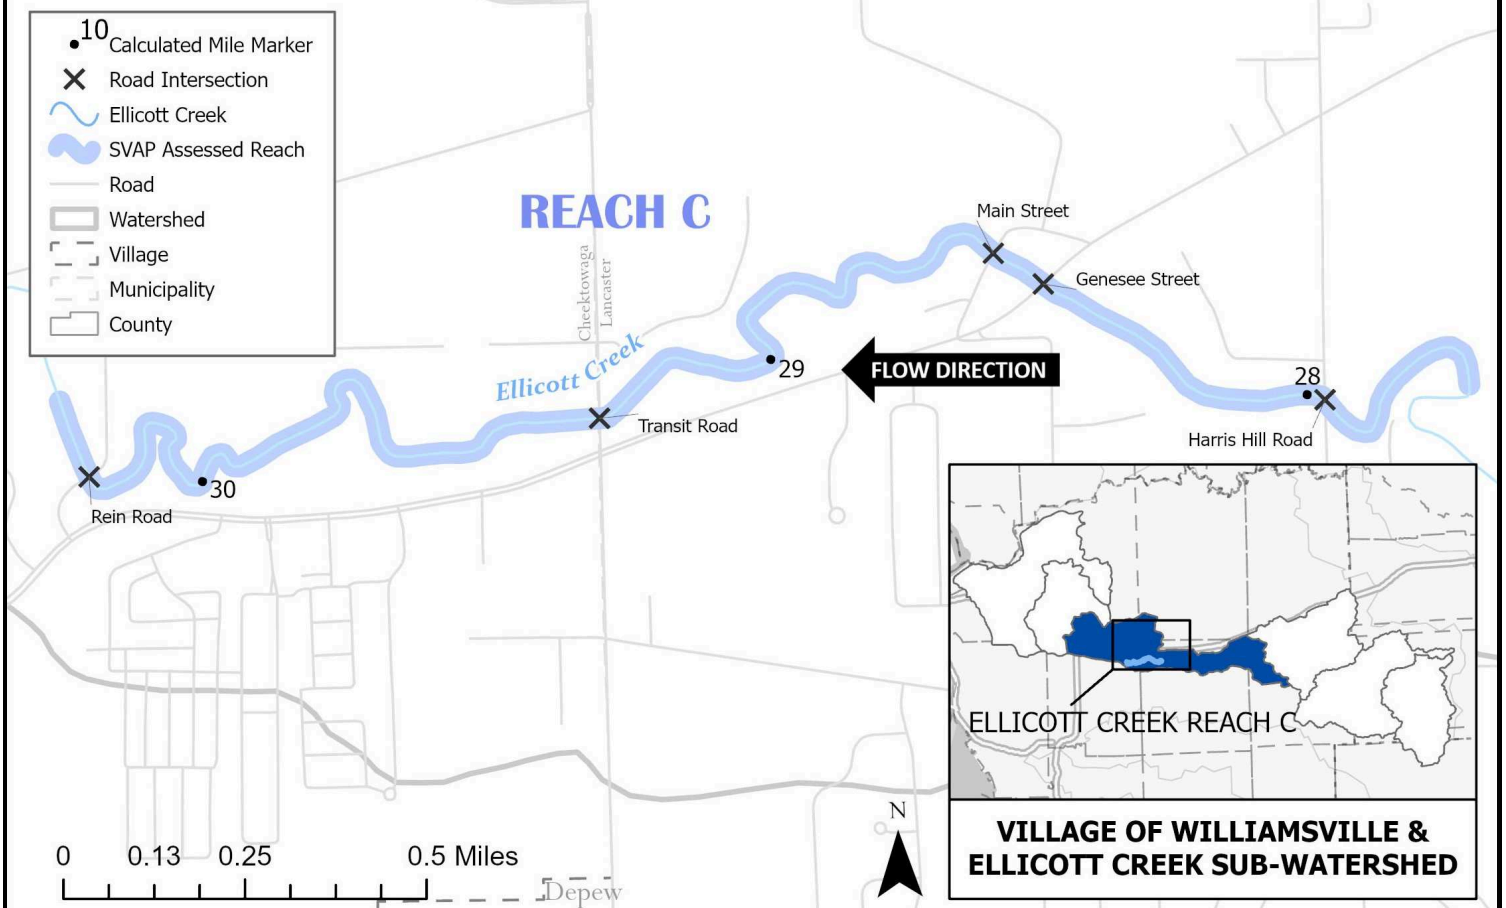 10
Calculated Mile Marker
Road Intersection
Ellicott Creek
SVAP Assessed Reach
Road
Watershed
Village
Municipality
County
REACH C
Main Street
Genesee Street
Cheektowaga
Lancaster
Ellicott Creek
29
FLOW DIRECTION
28
Transit Road
Harris Hill Road
30
Rein Road
ELLICOTT CREEK REACH C
N
VILLAGE OF WILLIAMSVILLE &
ELLICOTT CREEK SUB-WATERSHED
0 0.13 0.25 0.5 Miles
Depew